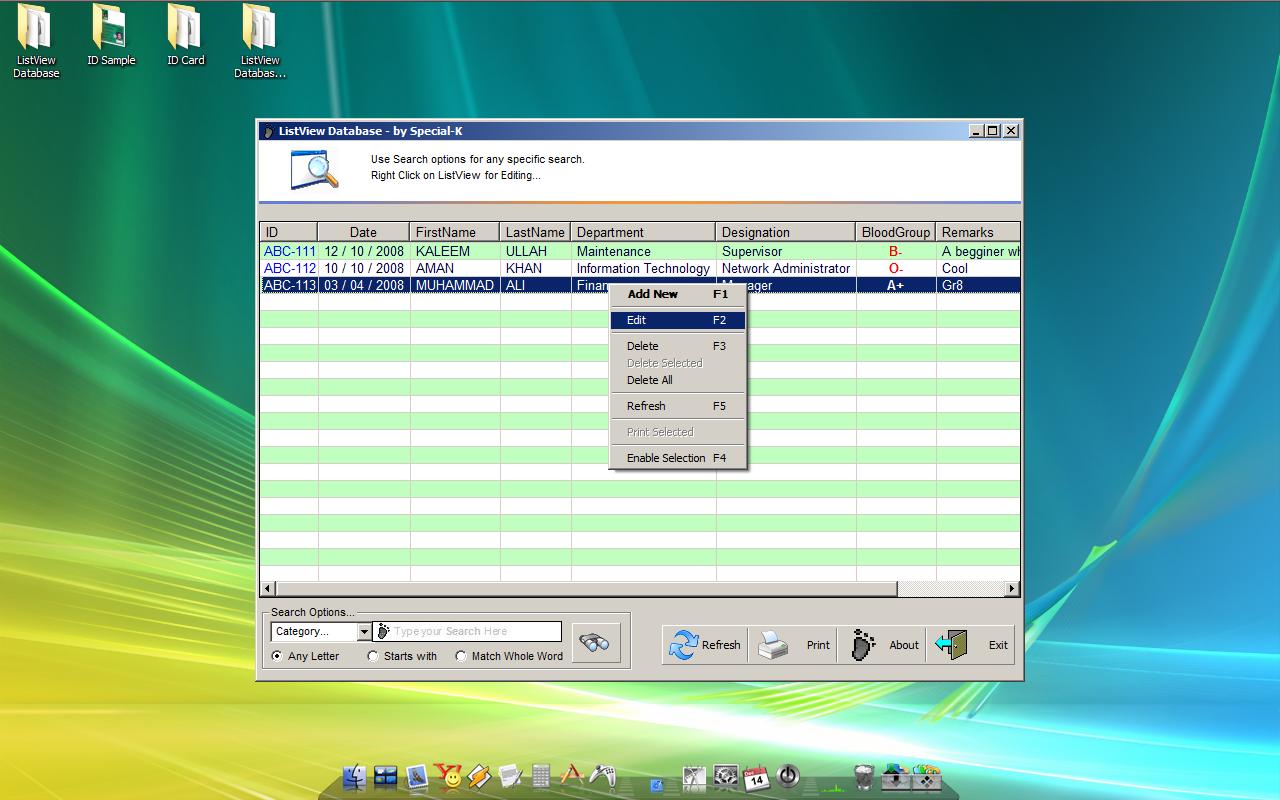 ListView
Database
ID Sample
ID Card
ListView
Databas...
ListView Database - by Special-K
Use Search options for any specific search.
Right Click on ListView for Editing...
ID Date FirstName LastName Department Designation BloodGroup Remarks
ABC-111 12 / 10 / 2008 KALEEM ULLAH Maintenance Supervisor B- A begginer wh
ABC-112 10 / 10 / 2008 AMAN KHAN Information Technology Network Administrator O- Cool
ABC-113 03 / 04 / 2008 MUHAMMAD ALI Finan ager A+ Gr8
Add New F1
Edit F2
Delete F3
Delete Selected
Delete All
Refresh F5
Print Selected
Enable Selection F4
Search Options...
Category... Type your Search Here
Any Letter Starts with Match Whole Word
Refresh Print About Exit
Dec
14